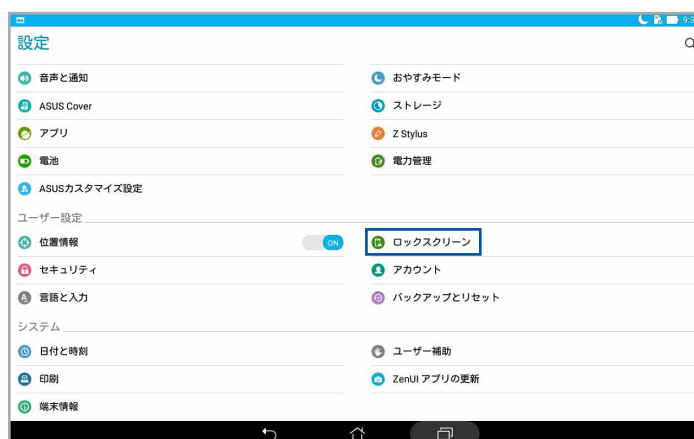 設定
音声と通知
おやすみモード
ASUS Cover
ストレージ
アプリ
Z Stylus
電池
電力管理
ASUSカスタマイズ設定
ユーザー設定
位置情報
ON
ロックスクリーン
セキュリティ
アカウント
言語と入力
バックアップとリセット
システム
日付と時刻
ユーザー補助
印刷
ZenUI アプリの更新
端末情報